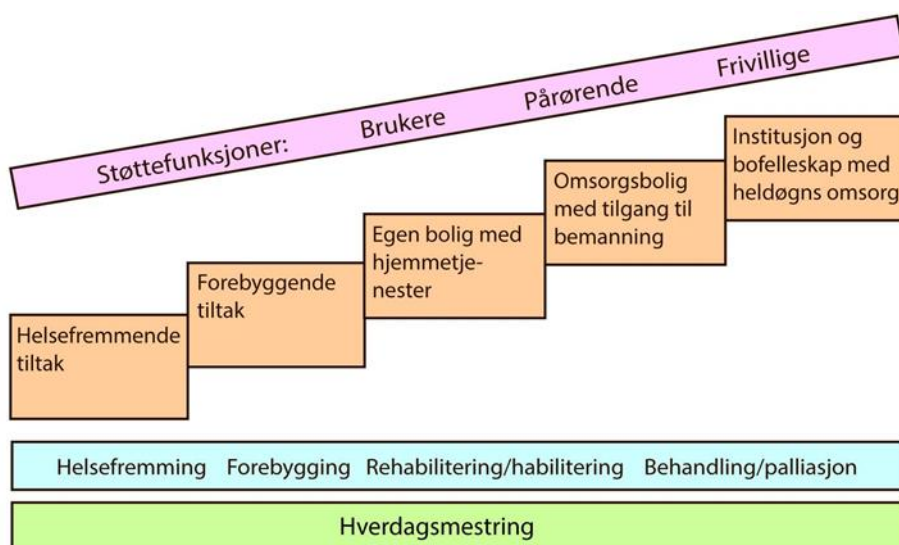 Støttefunksjoner: Brukere Pårørende Frivillige
Institusjon og
bofelleskap med
heldøgns omsorg
Omsorgsbolig
med tilgang til
bemanning
Egen bolig med
hjemmetje-
nester
Forebyggende
tiltak
Helsefremmende
tiltak
Helsefremming Forebygging Rehabilitering/habilitering Behandling/palliasjon
Hverdagsmestring